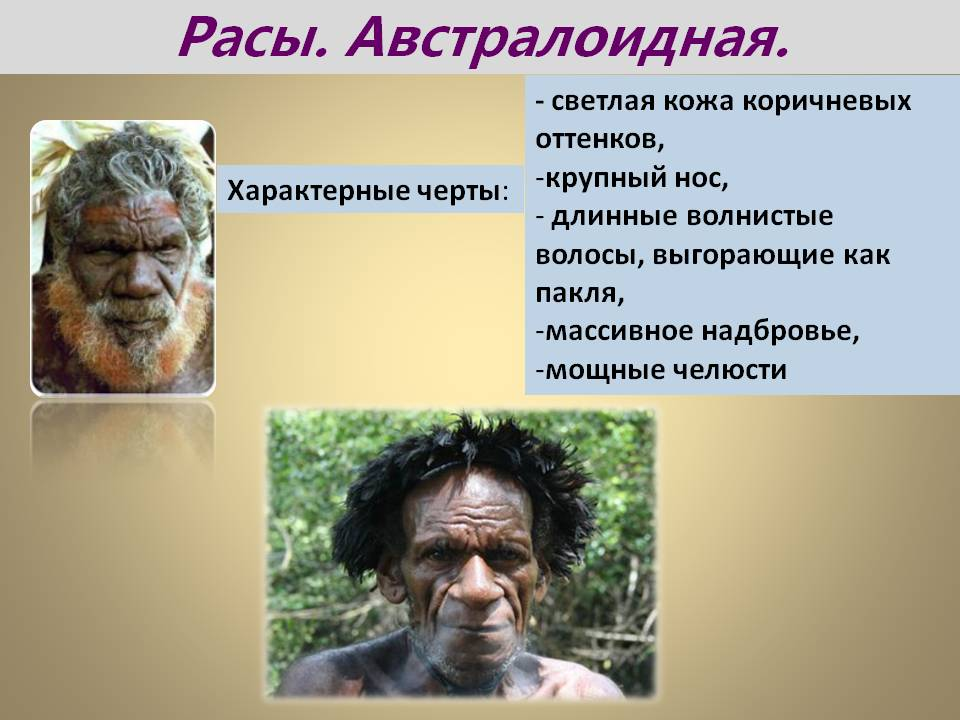 Расы. Австралоидная.
Характерные черты:
- светлая кожа коричневых
оттенков,
-крупный нос,
- длинные волнистые
волосы, выгорающие как
пакля,
-массивное надбровье,
-мощные челюсти